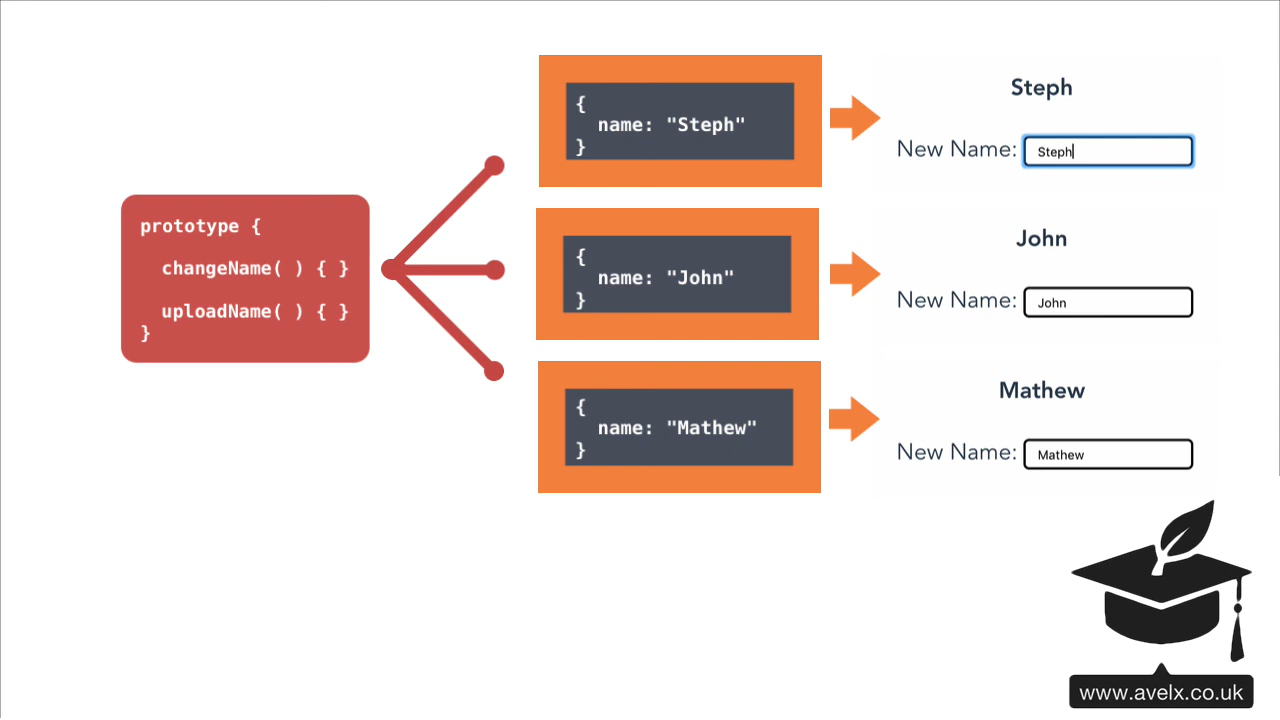 prototype {
changeName( ) { }
uploadName( ) { }
}
{
name: "Steph"
}
Steph
New Name: Steph
{
name: "John"
}
John
New Name: John
{
name: "Mathew"
}
Mathew
New Name: Mathew
www.avelx.co.uk